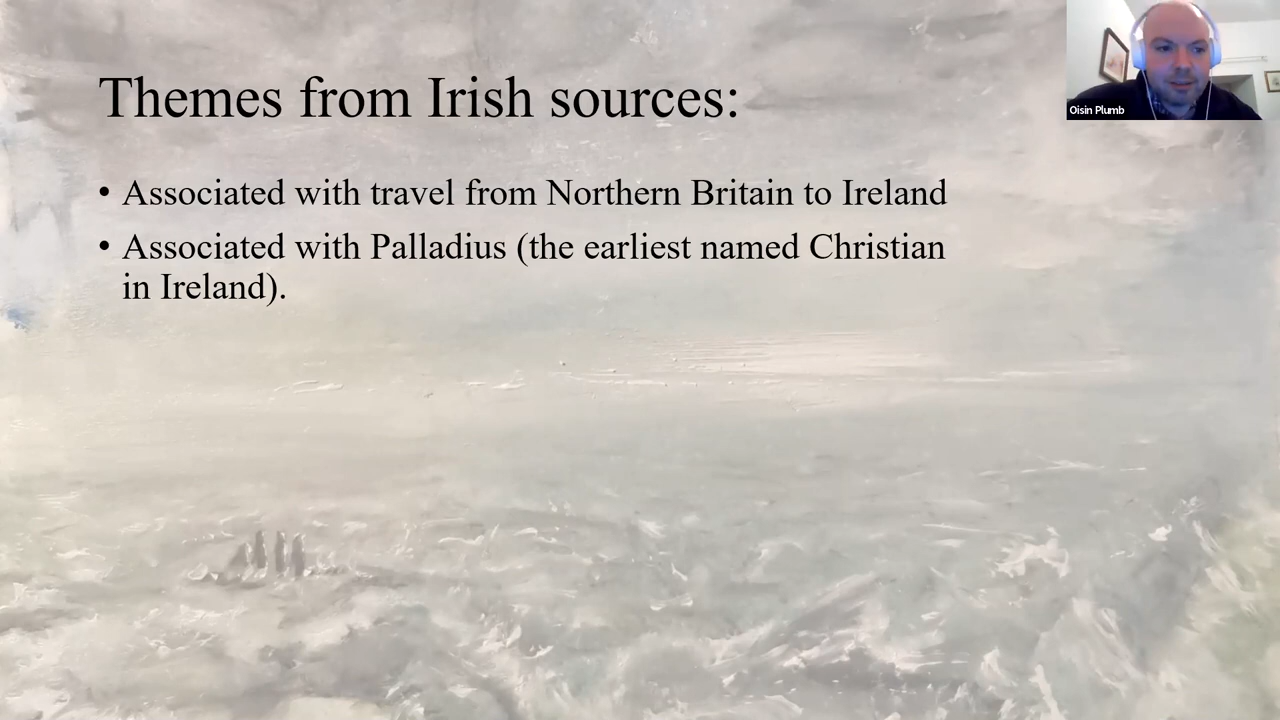 Themes from Irish sources:
• Associated with travel from Northern Britain to Ireland
• Associated with Palladius (the earliest named Christian
in Ireland).
Oisin Plumb